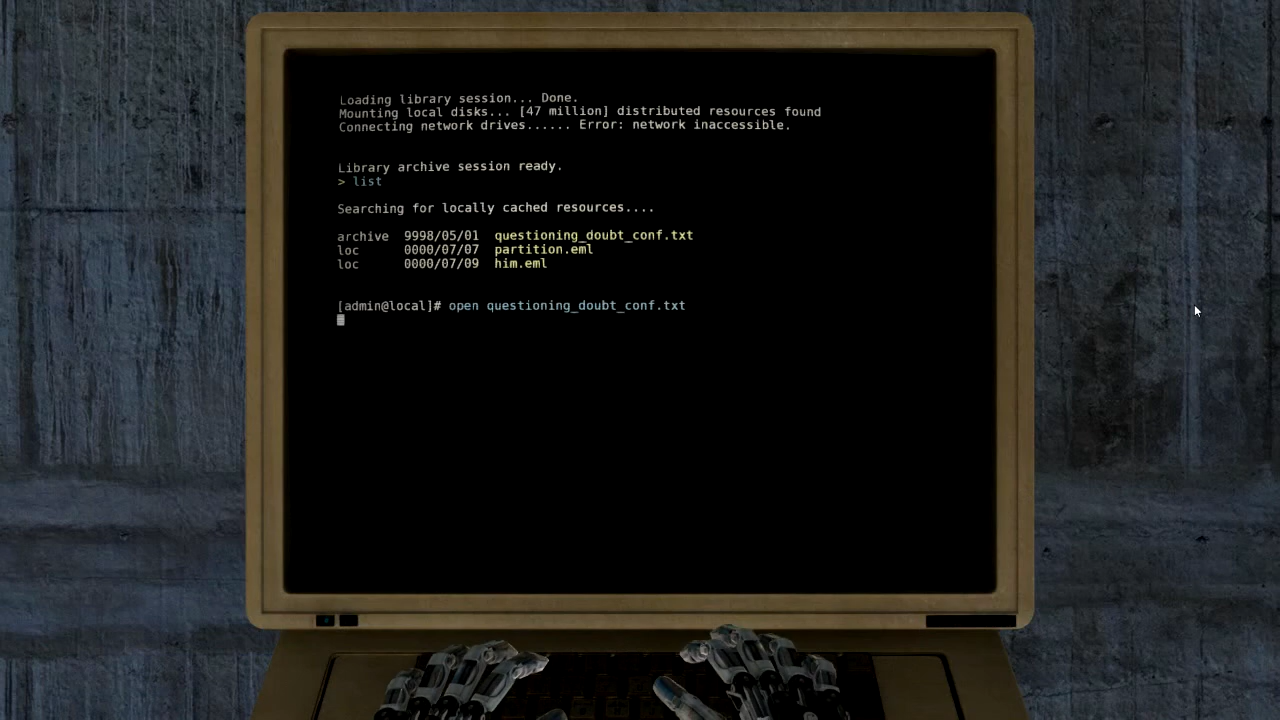 Loading library session... Done.
Mounting local disks... [47 million] distributed resources found
Connecting network drives...... Error: network inaccessible.
Library archive session ready.
> list
Searching for locally cached resources....
archive 9998/05/01 questioning_doubt_conf.txt
loc 0000/07/07 partition.eml
loc 0000/07/09 him.eml
[admin@local]# open questioning_doubt_conf.txt